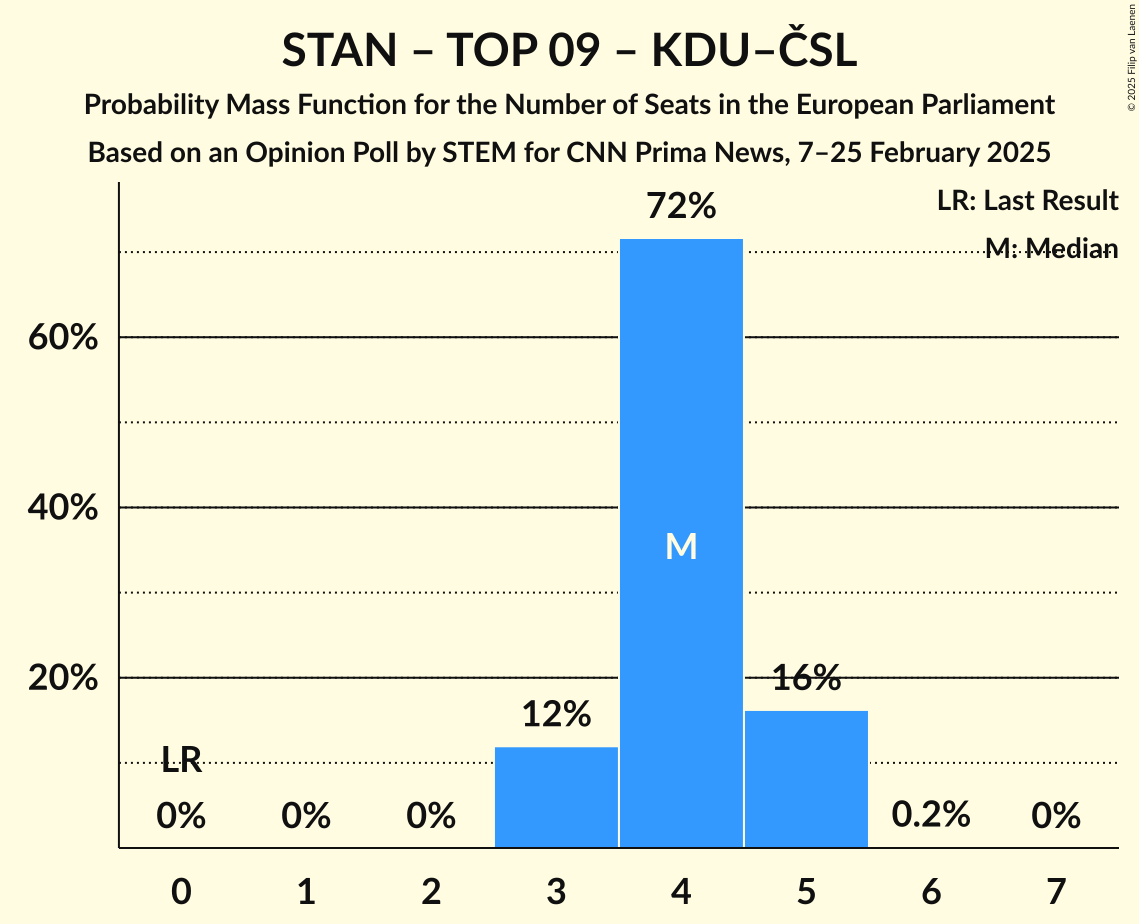 STAN – TOP 09 – KDU–ČSL
Probability Mass Function for the Number of Seats in the European Parliament
Based on an Opinion Poll by STEM for CNN Prima News, 7–25 February 2025
© 2025 Filip van Laenen
LR: Last Result
M: Median
72%
60%
40%
M
20%
16%
12%
LR
0% 0% 0% 0.2% 0%
0 1 2 3 4 5 6 7